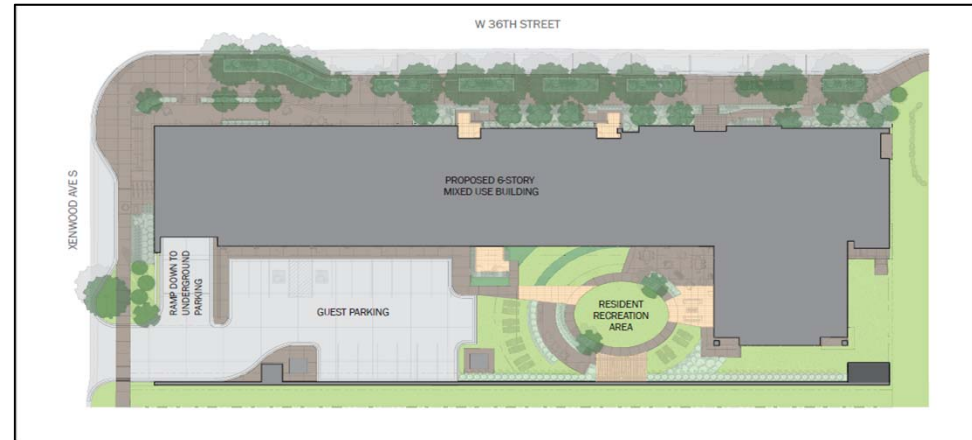 W 36TH STREET
XENWOOD AVE S
PROPOSED 6-STORY
MIXED USE BUILDING
RAMP DOWN TO
UNDERGROUND
PARKING
GUEST PARKING
RESIDENT
RECREATION
AREA